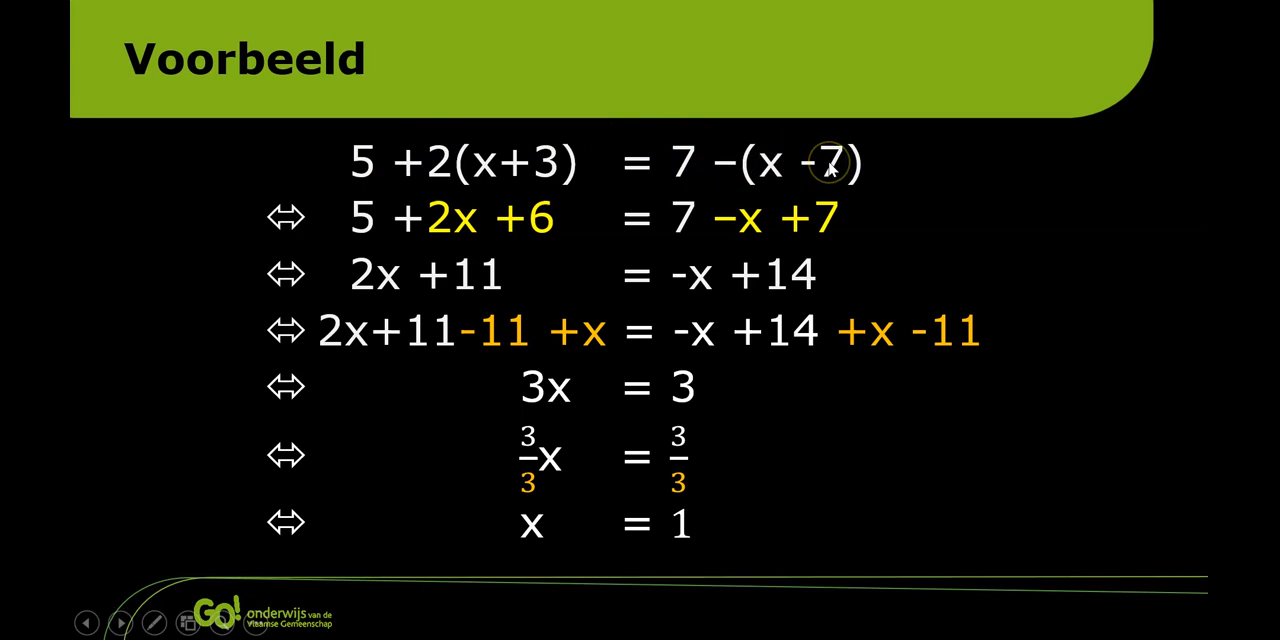 Voorbeeld
5 +2(x+3) = 7 –(x -7)
⇔ 5 +2x +6 = 7 –x +7
⇔ 2x +11 = -x +14
⇔ 2x+11-11 +x = -x +14 +x -11
⇔ 3x = 3
⇔ 3/3 x = 3/3
⇔ x = 1
GO! onderwijs van de
Vlaamse Gemeenschap